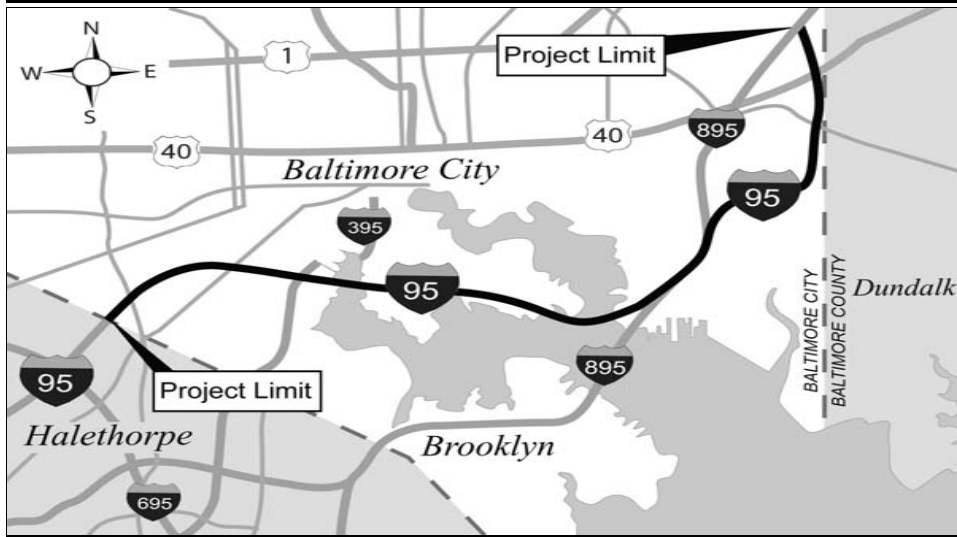 N
W E
S
1
Project Limit
40
40
895
Baltimore City
95
395
95
BALTIMORE CITY
BALTIMORE COUNTY
Dundalk
895
95
Project Limit
Halethorpe
Brooklyn
695